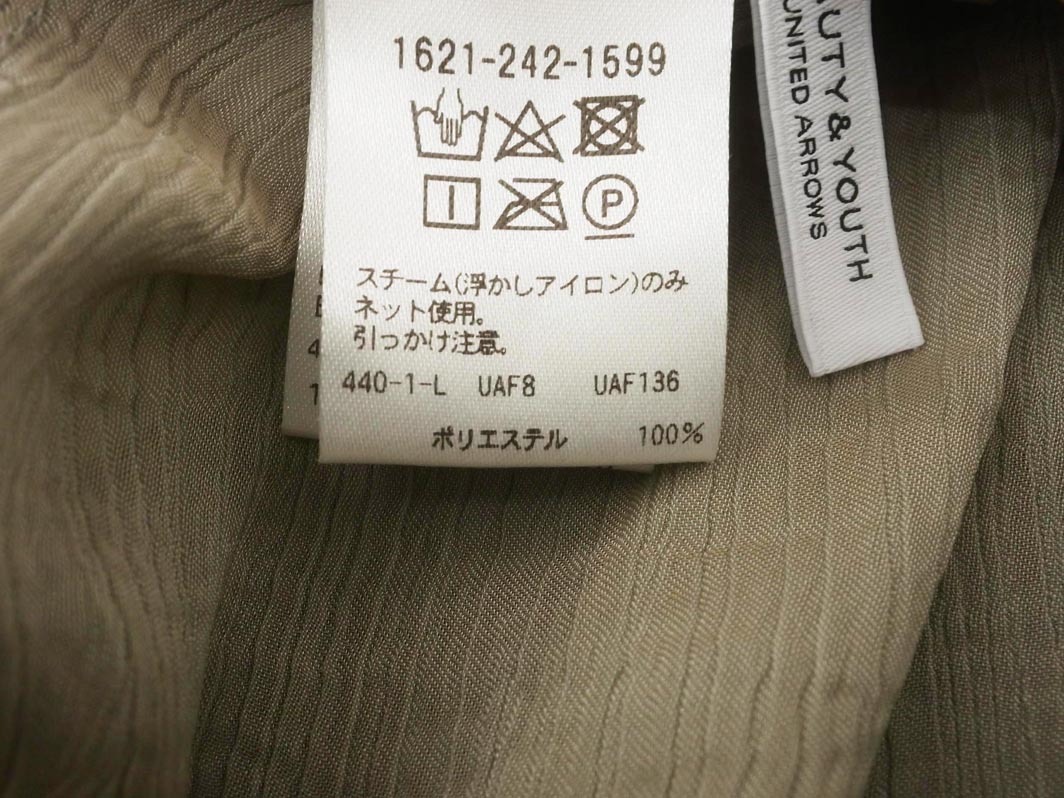 1621-242-1599
P
スチーム(浮かしアイロン)のみ
ネット使用。
引っかけ注意。
440-1-L UAF8 UAF136
ポリエステル 100%
AUTY & YOUTH
UNITED ARROWS